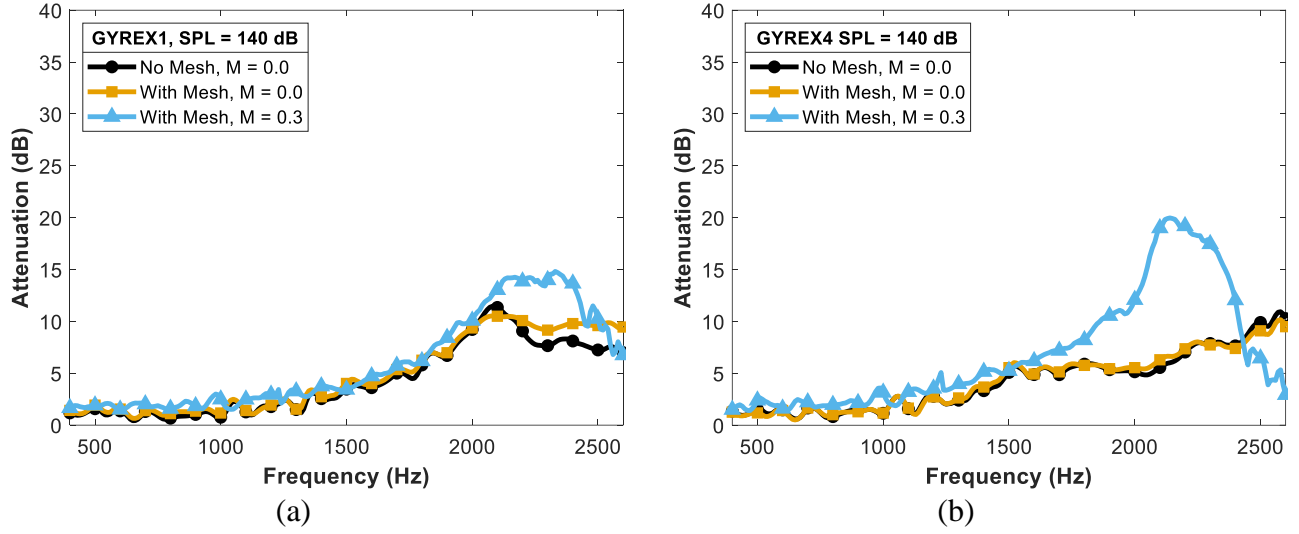 GYREX1, SPL = 140 dB
No Mesh, M = 0.0
With Mesh, M = 0.0
With Mesh, M = 0.3
Attenuation (dB)
40
35
30
25
20
15
10
5
0
500 1000 1500 2000 2500
Frequency (Hz)
(a)
GYREX4 SPL = 140 dB
No Mesh, M = 0.0
With Mesh, M = 0.0
With Mesh, M = 0.3
Attenuation (dB)
40
35
30
25
20
15
10
5
0
500 1000 1500 2000 2500
Frequency (Hz)
(b)